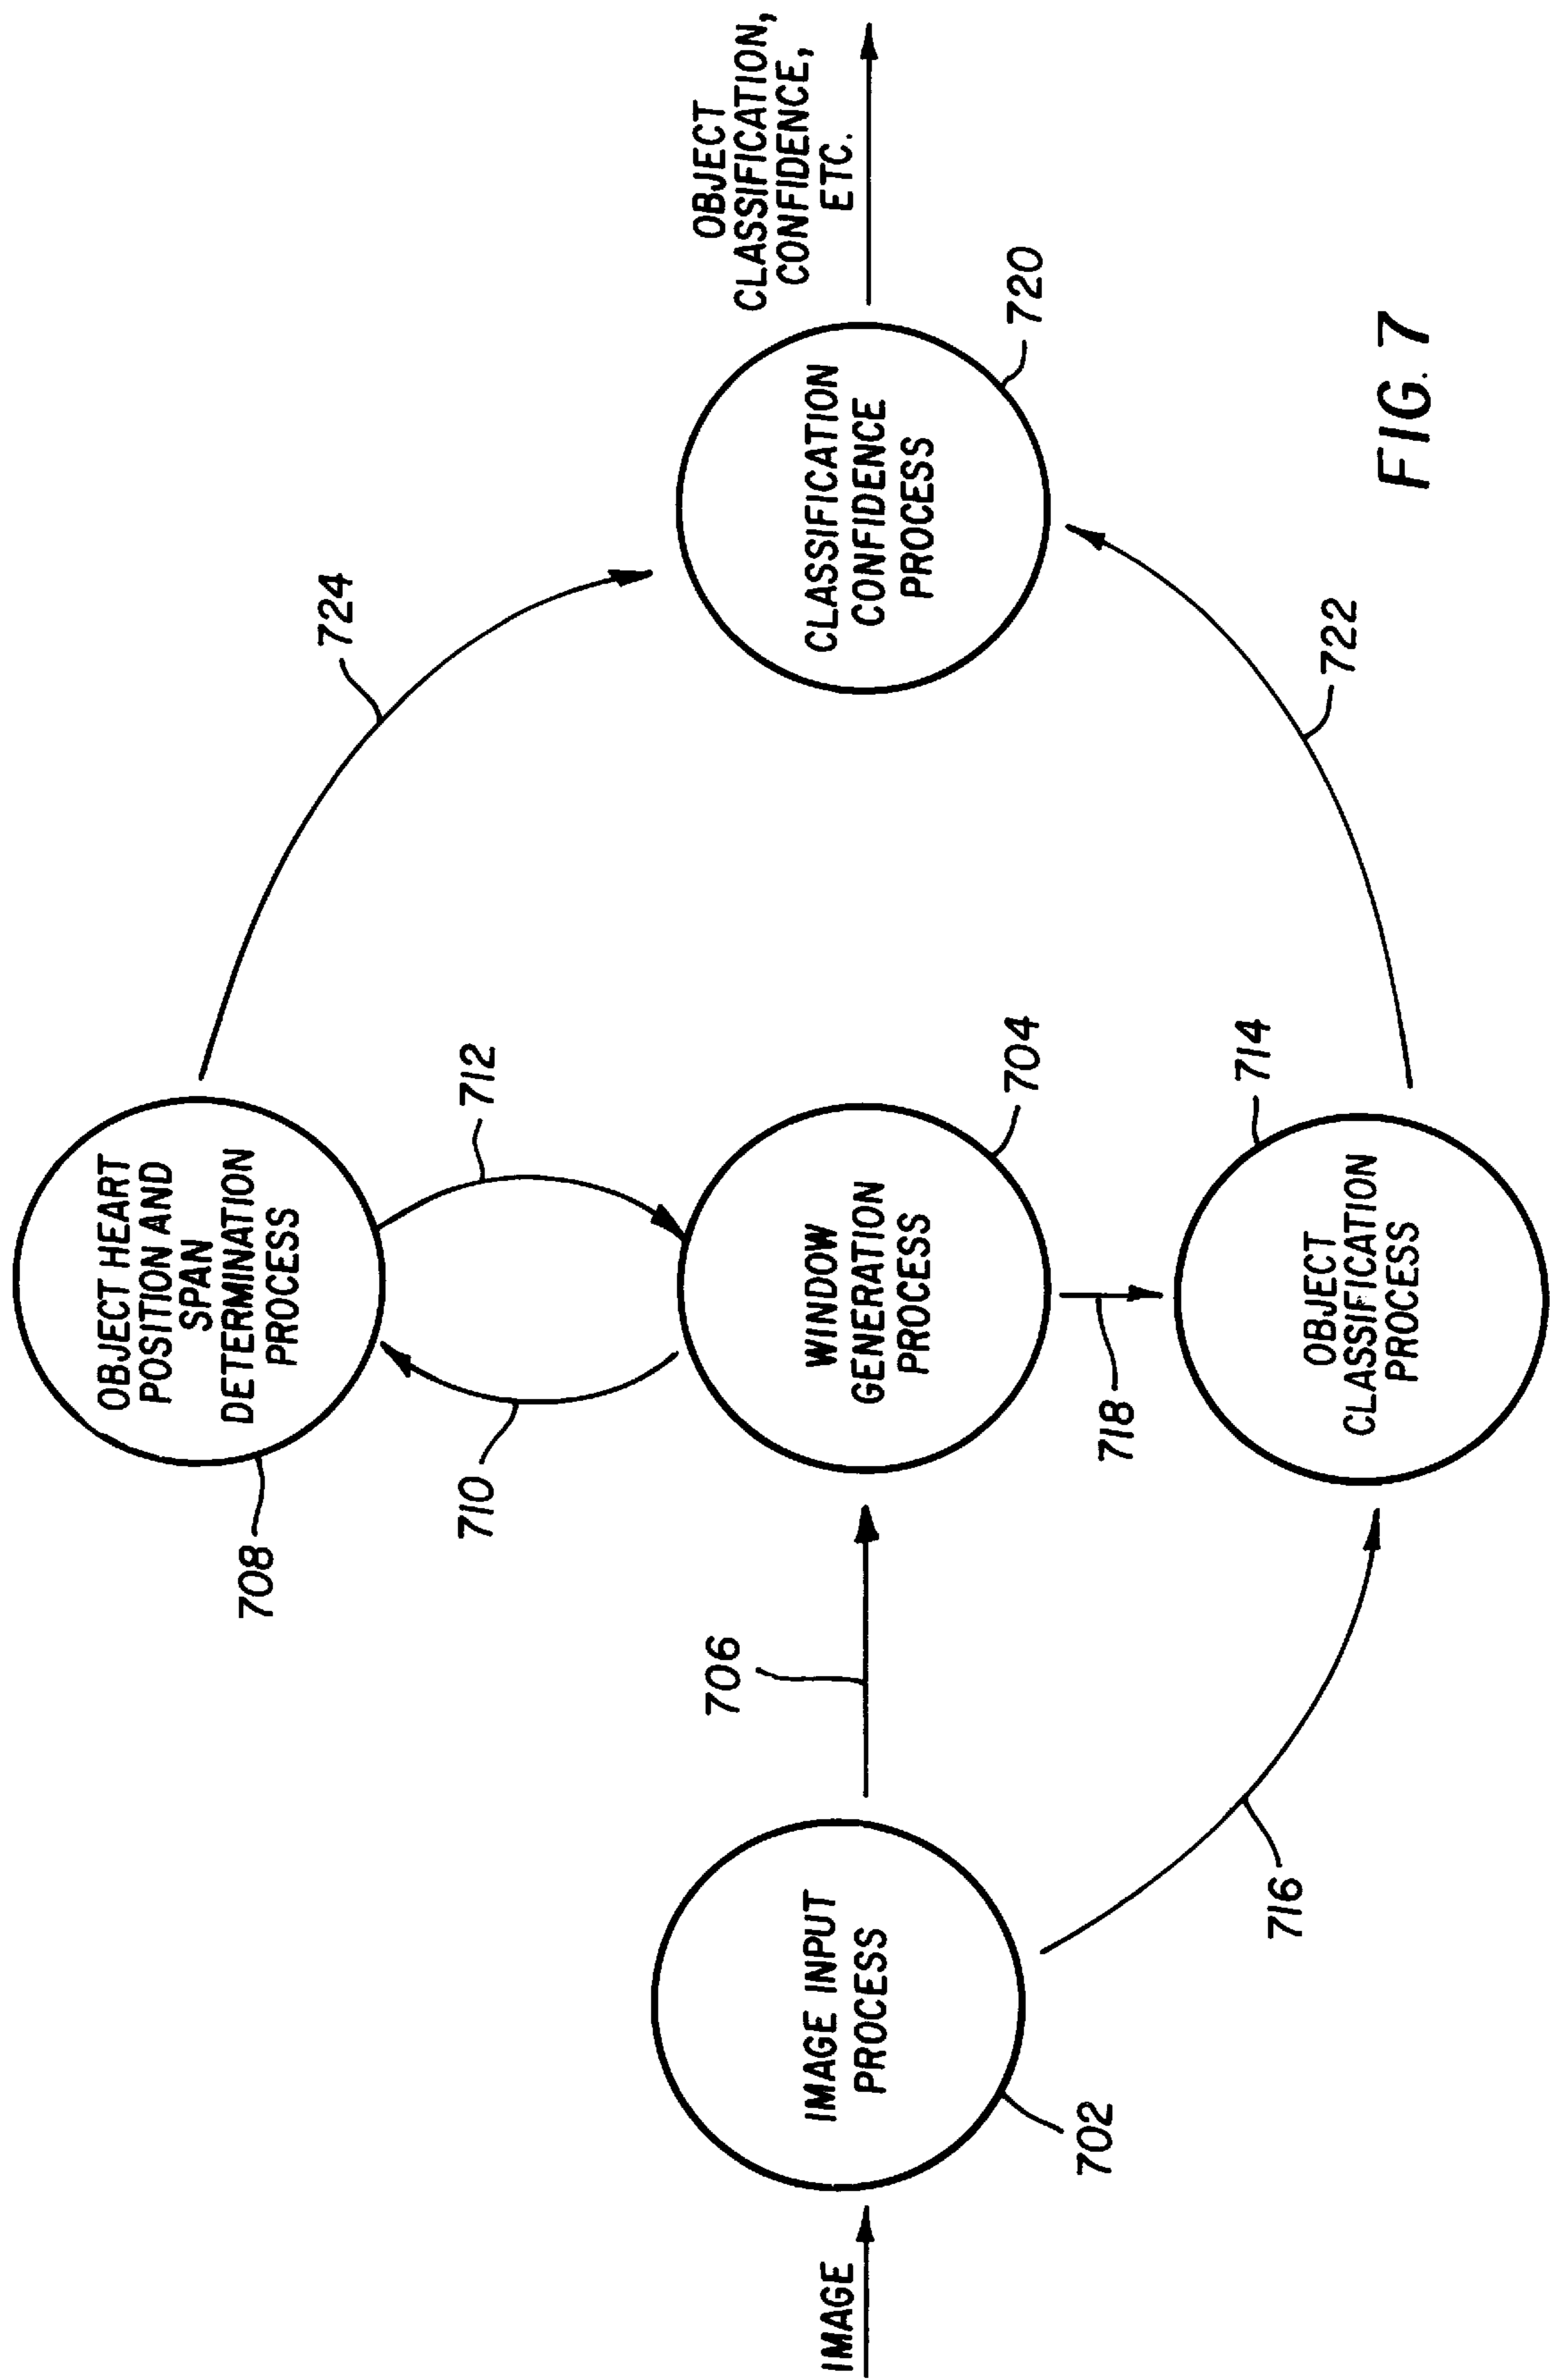 OBJECT HEART
POSITION AND
SPAN
DETERMINATION
PROCESS
708
724
710
712
OBJECT
CLASSIFICATION,
CONFIDENCE,
ETC.
IMAGE
IMAGE INPUT
PROCESS
702
706
WINDOW
GENERATION
PROCESS
704
CLASSIFICATION
CONFIDENCE
PROCESS
720
718
716
OBJECT
CLASSIFICATION
PROCESS
714
722
FIG. 7